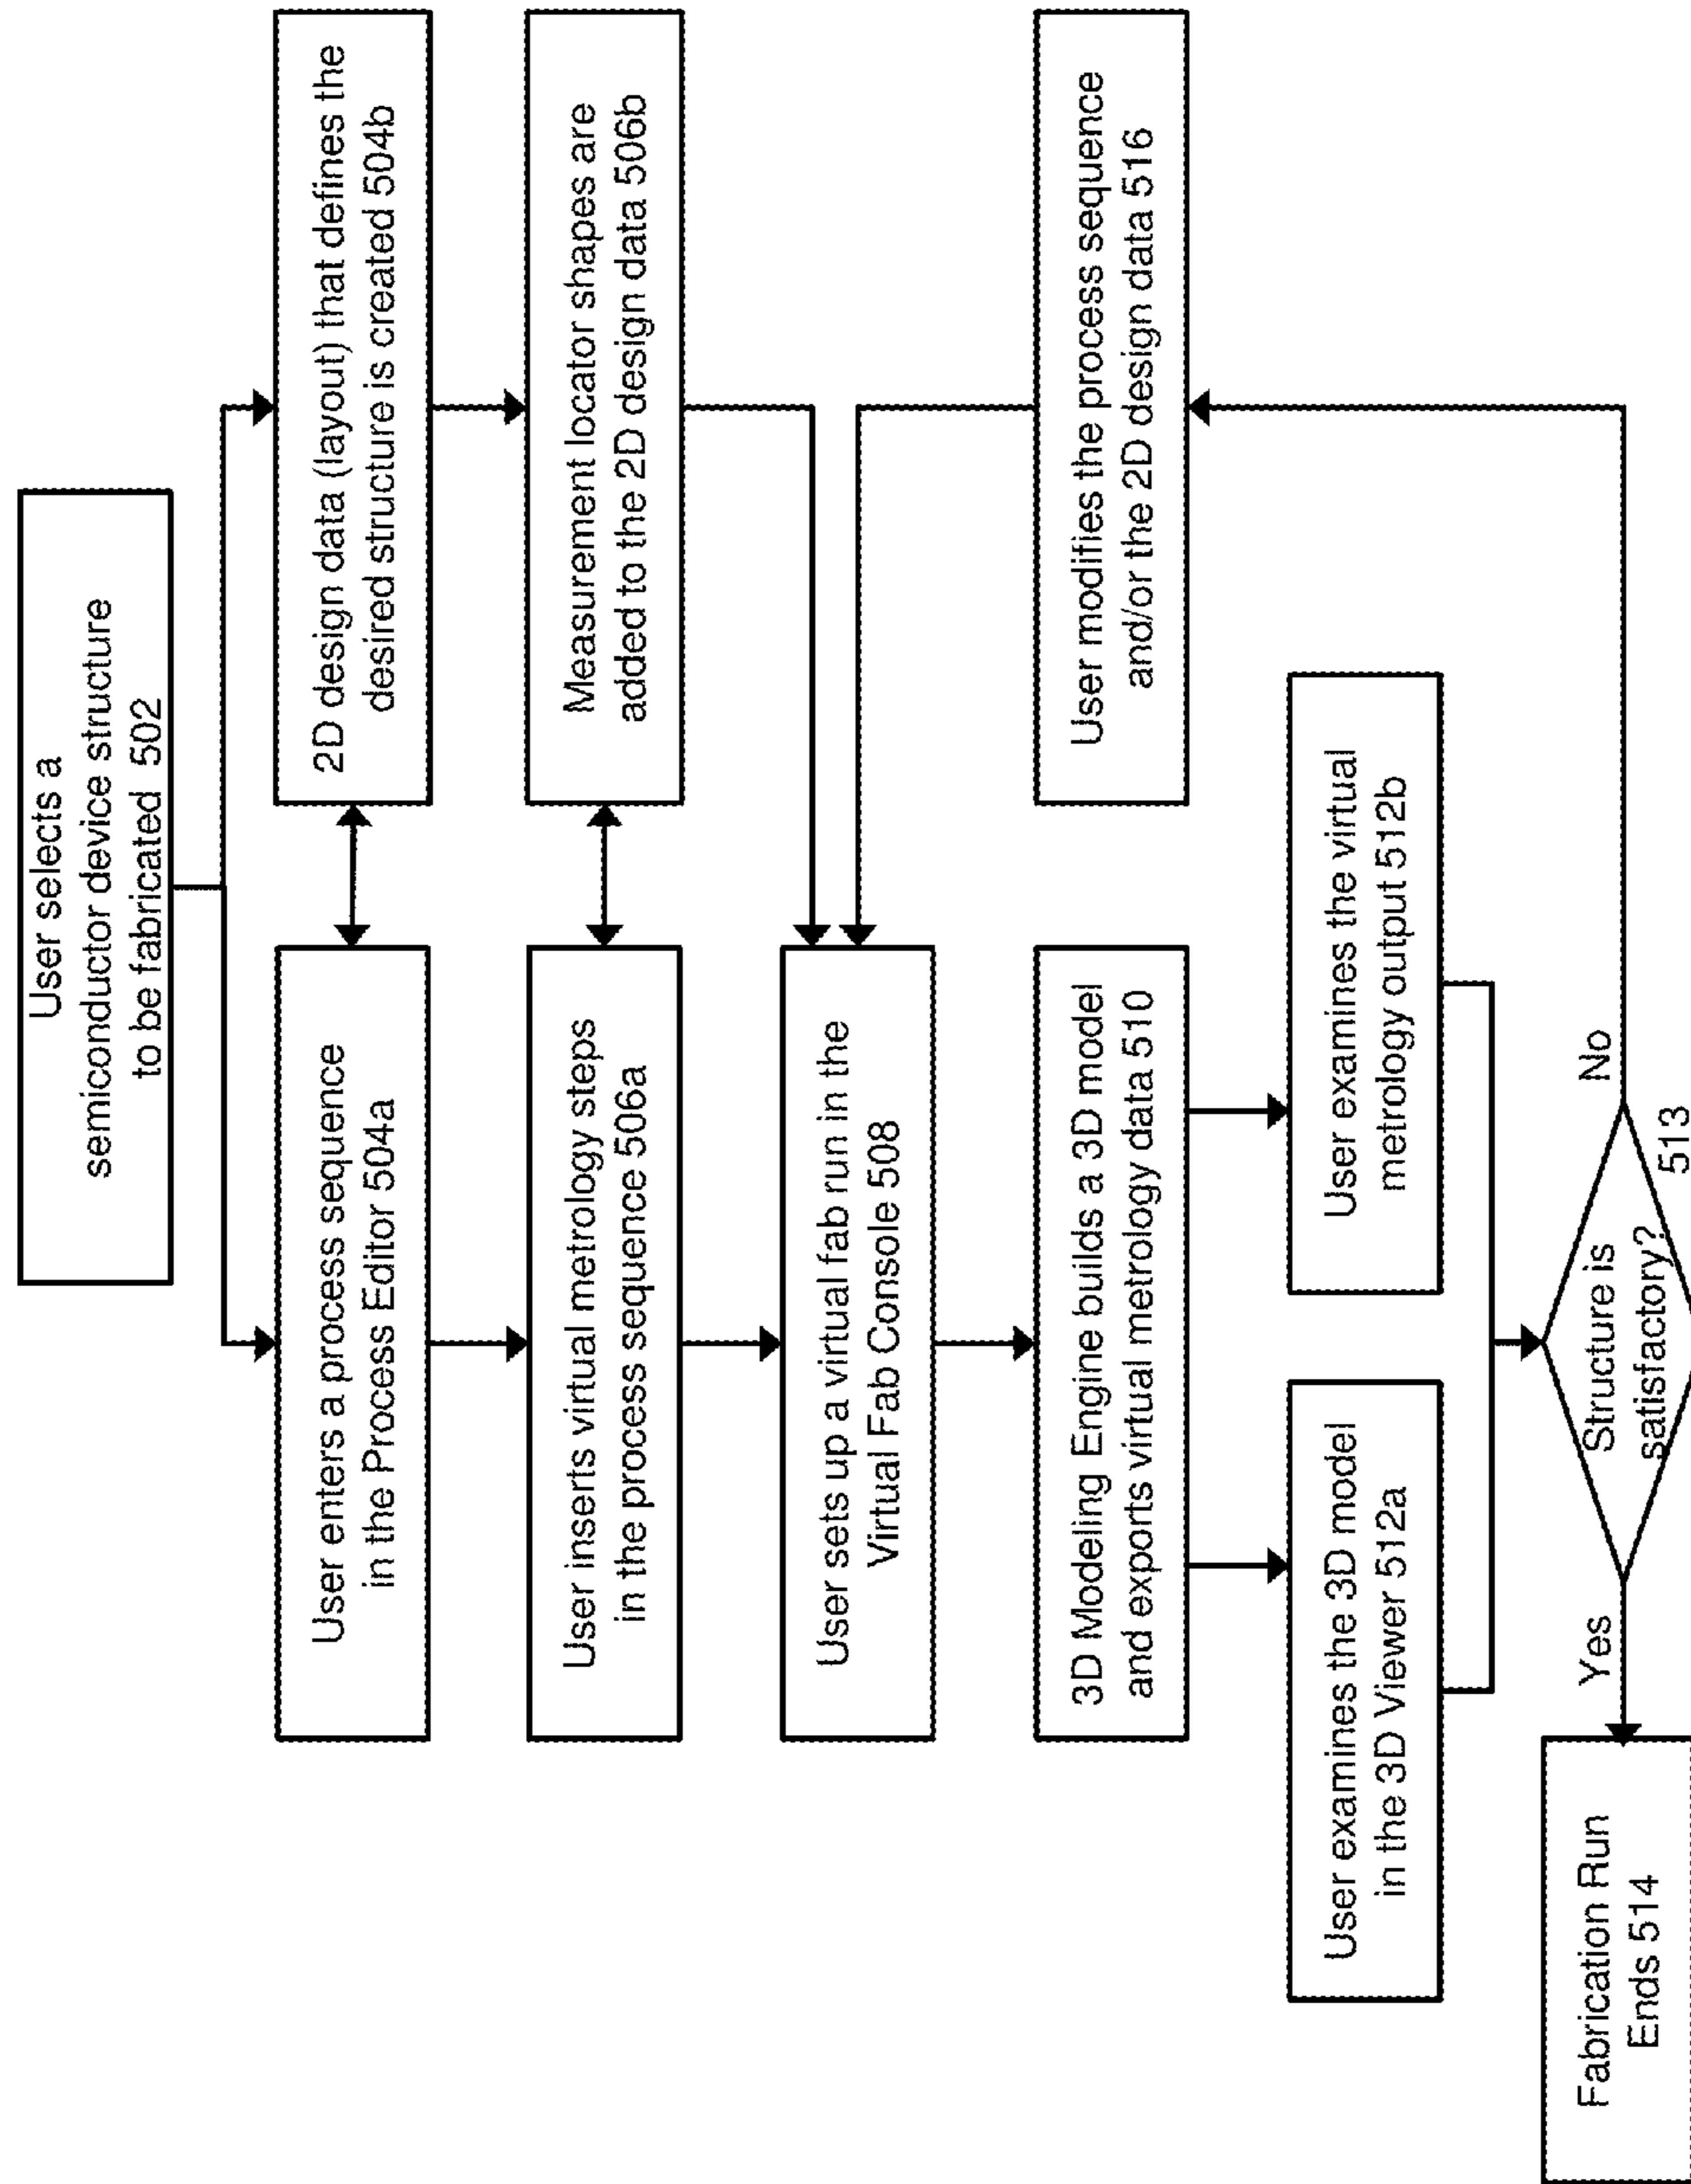 User selects a
semiconductor device structure
to be fabricated 502
User enters a process sequence
in the Process Editor 504a
2D design data (layout) that defines the
desired structure is created 504b
User inserts virtual metrology steps
in the process sequence 506a
Measurement locator shapes are
added to the 2D design data 506b
User sets up a virtual fab run in the
Virtual Fab Console 508
3D Modeling Engine builds a 3D model
and exports virtual metrology data 510
User modifies the process sequence
and/or the 2D design data 516
User examines the 3D model
in the 3D Viewer 512a
User examines the virtual
metrology output 512b
Structure is
satisfactory?
513
Yes
No
Fabrication Run
Ends 514